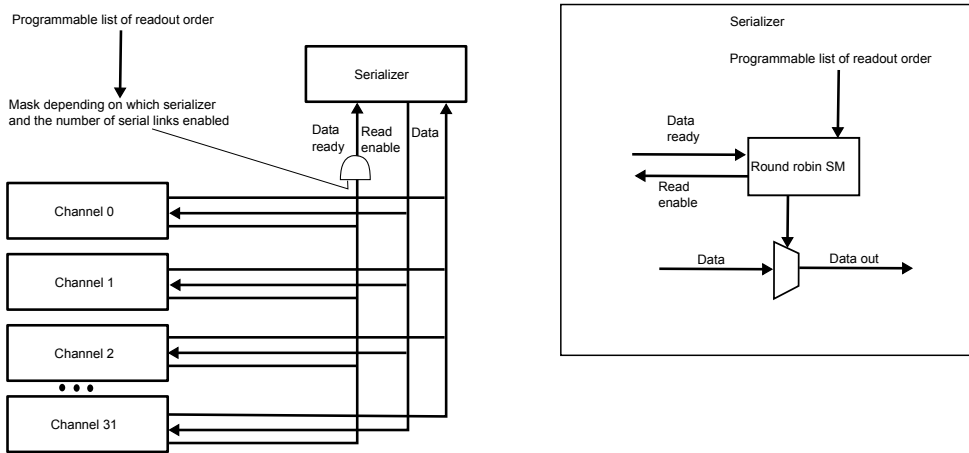 Programmable list of readout order
Mask depending on which serializer
and the number of serial links enabled
Serializer
Data
ready
Read
enable
Data
Channel 0
Channel 1
Channel 2
Channel 31
Serializer
Programmable list of readout order
Data
ready
Round robin SM
Read
enable
Data
Data out